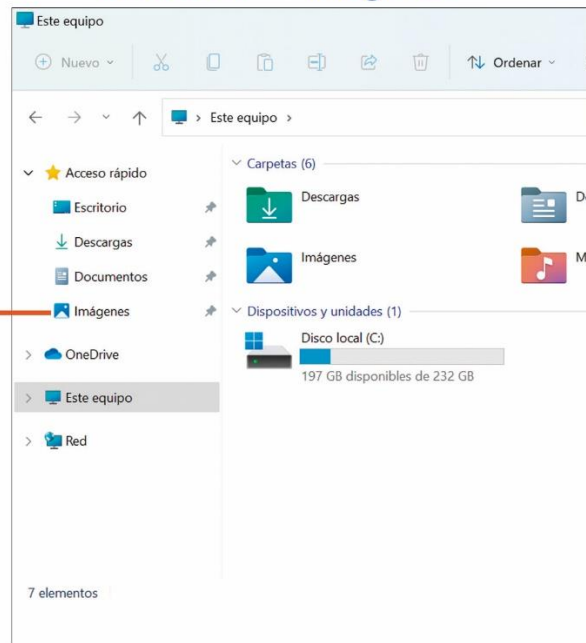 Este equipo
Nuevo
Ordenar
Este equipo
Acceso rápido
Escritorio
Descargas
Documentos
Imágenes
OneDrive
Este equipo
Red
Carpetas (6)
Descargas
Imágenes
Dispositivos y unidades (1)
Disco local (C:)
197 GB disponibles de 232 GB
7 elementos